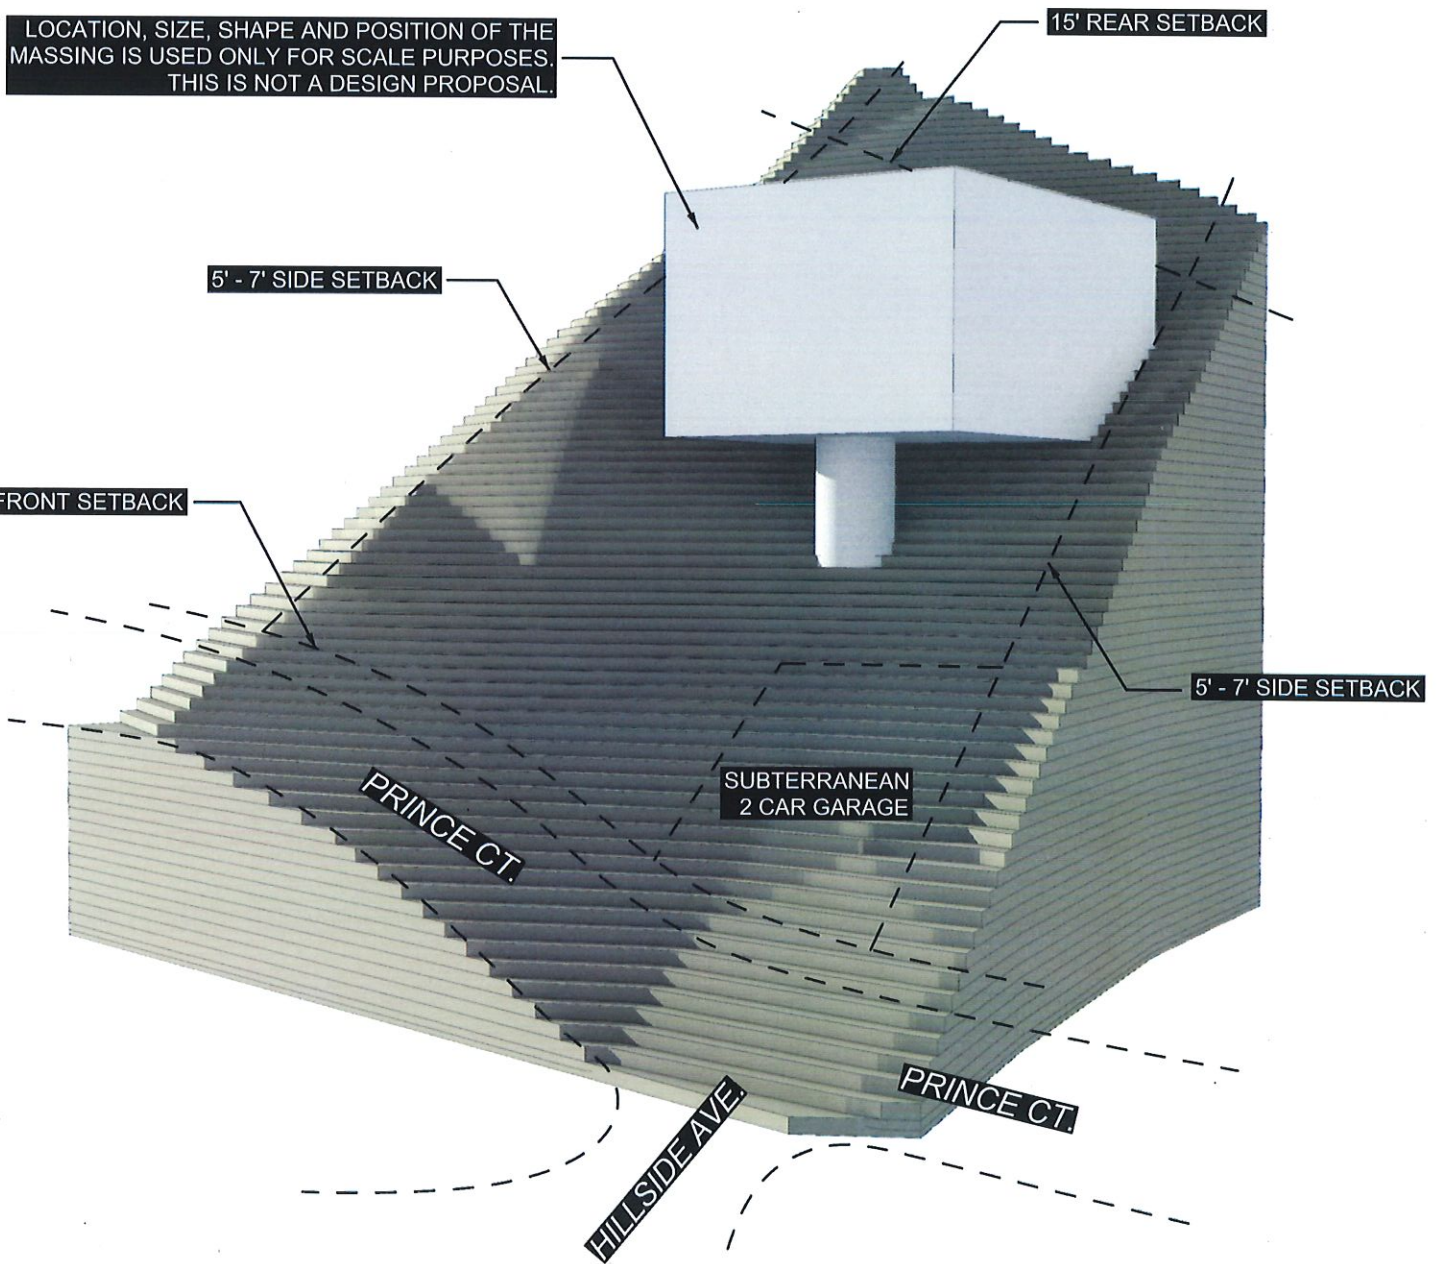 LOCATION, SIZE, SHAPE AND POSITION OF THE
MASSING IS USED ONLY FOR SCALE PURPOSES.
THIS IS NOT A DESIGN PROPOSAL.
15' REAR SETBACK
5' - 7' SIDE SETBACK
FRONT SETBACK
5' - 7' SIDE SETBACK
SUBTERRANEAN
2 CAR GARAGE
PRINCE CT.
PRINCE CT.
HILLSIDE AVE.